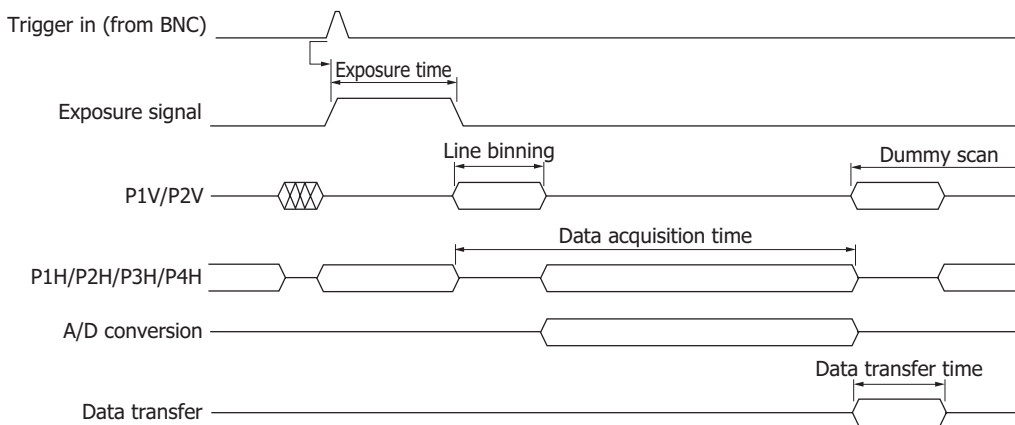 Trigger in (from BNC)
Exposure time
Exposure signal
Line binning
Dummy scan
P1V/P2V
Data acquisition time
P1H/P2H/P3H/P4H
A/D conversion
Data transfer time
Data transfer